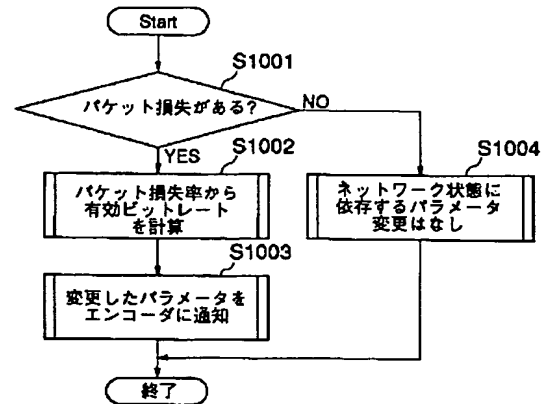 Start
S1001
パケット損失がある?
NO
YES
S1002
パケット損失率から
有効ビットレート
を計算
S1004
ネットワーク状態に
依存するパラメータ
変更はなし
S1003
変更したパラメータを
エンコーダに通知
終了